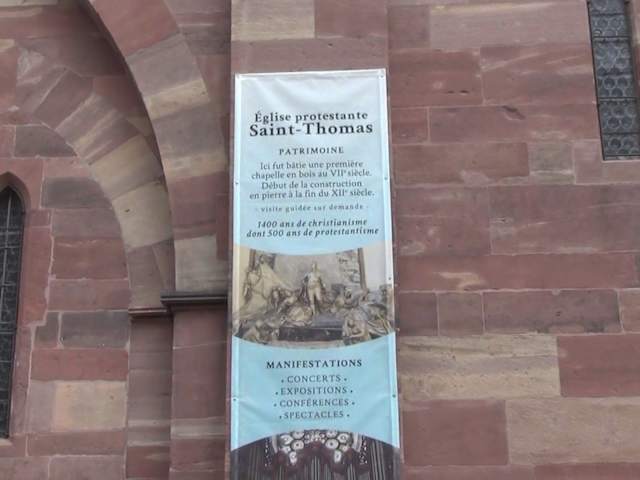 Église protestante
Saint-Thomas
PATRIMOINE
Ici fut bâtie une première
chapelle en bois au VIIᵉ siècle.
Début de la construction
en pierre à la fin du XIIᵉ siècle.
- visite guidée sur demande -
1400 ans de christianisme
dont 500 ans de protestantisme
MANIFESTATIONS
• CONCERTS •
• EXPOSITIONS •
• CONFÉRENCES •
• SPECTACLES •